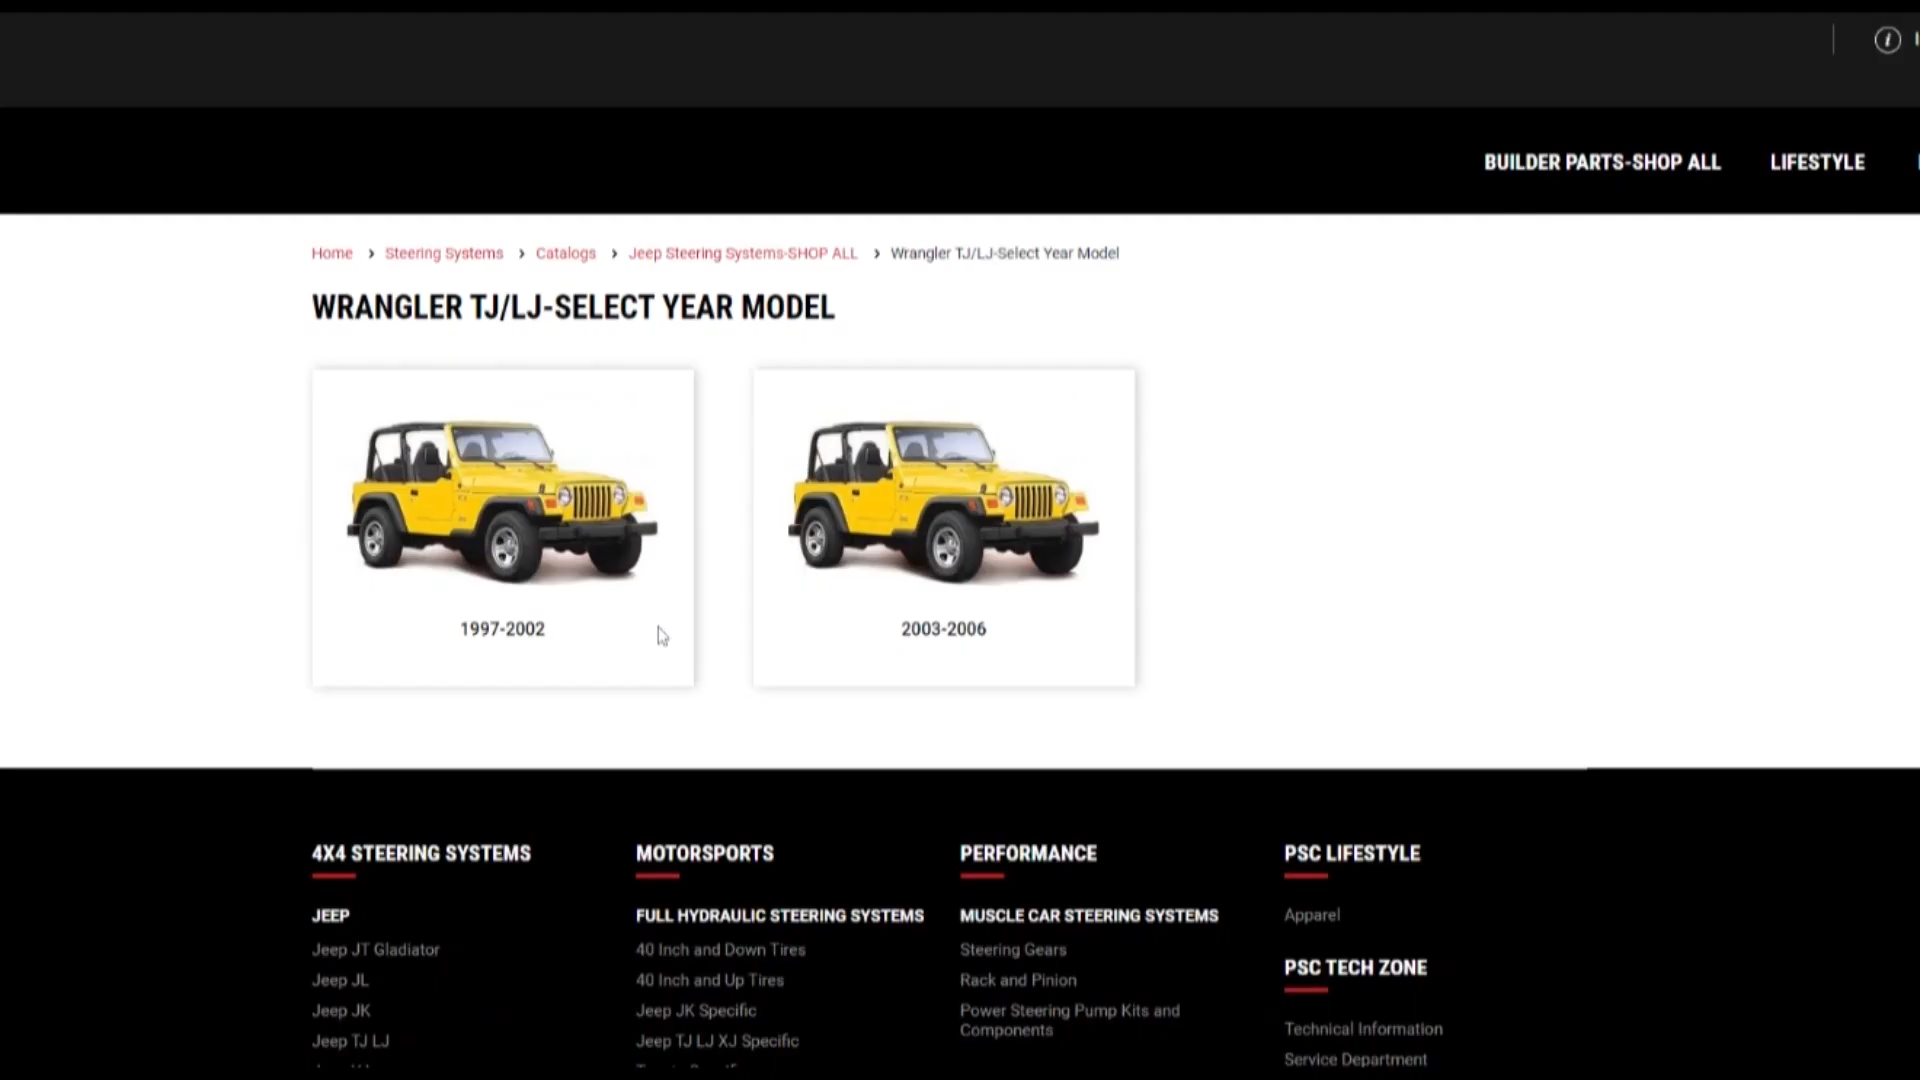 BUILDER PARTS-SHOP ALL LIFESTYLE
Home > Steering Systems > Catalogs > Jeep Steering Systems-SHOP ALL > Wrangler TJ/LJ-Select Year Model
WRANGLER TJ/LJ-SELECT YEAR MODEL
1997-2002
2003-2006
4X4 STEERING SYSTEMS
JEEP
Jeep JT Gladiator
Jeep JL
Jeep JK
Jeep TJ LJ
MOTORSPORTS
FULL HYDRAULIC STEERING SYSTEMS
40 Inch and Down Tires
40 Inch and Up Tires
Jeep JK Specific
Jeep TJ LJ XJ Specific
PERFORMANCE
MUSCLE CAR STEERING SYSTEMS
Steering Gears
Rack and Pinion
Power Steering Pump Kits and
Components
PSC LIFESTYLE
Apparel
PSC TECH ZONE
Technical Information
Service Department